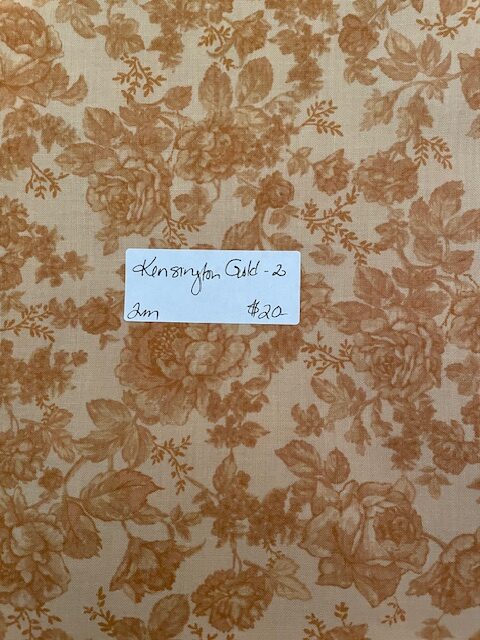 Kensington Gold - 2
2m $20-